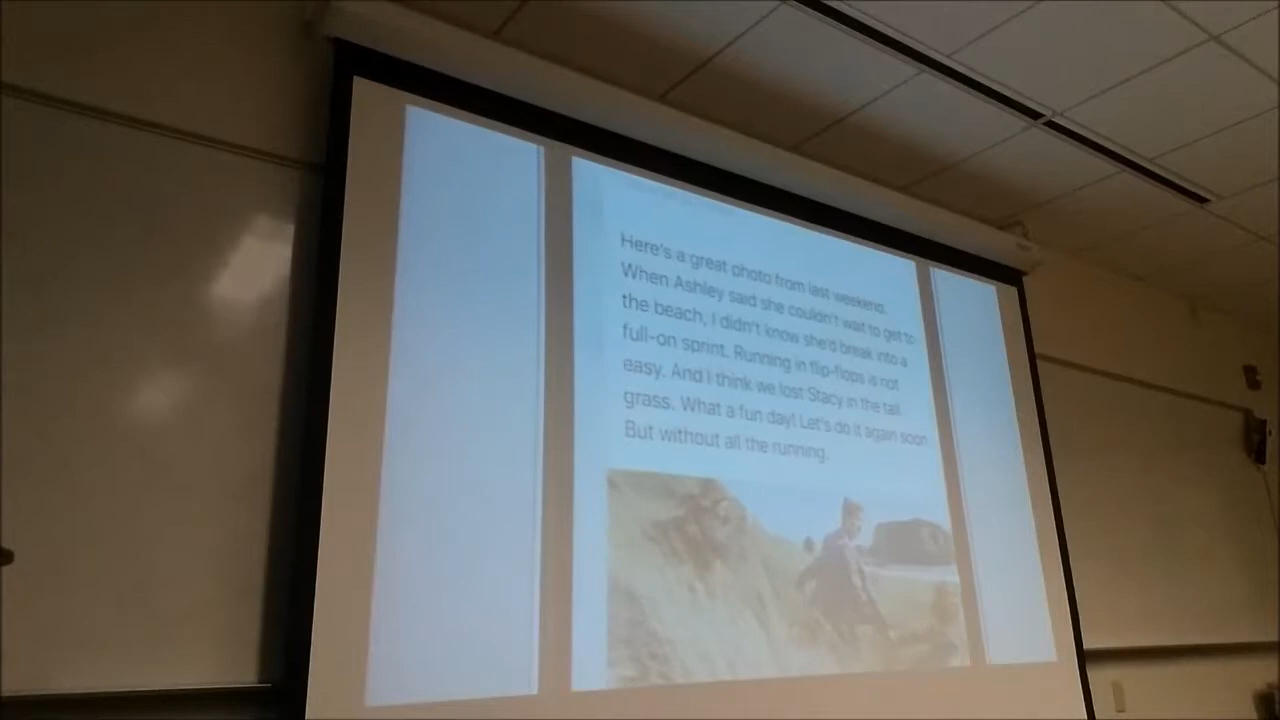 Here's a great photo from last weekend.
When Ashley said she couldn't wait to get to
the beach, I didn't know she'd break into a
full-on sprint. Running in flip-flops is not
easy. And I think we lost Stacy in the tall
grass. What a fun day! Let's do it again soon
But without all the running.